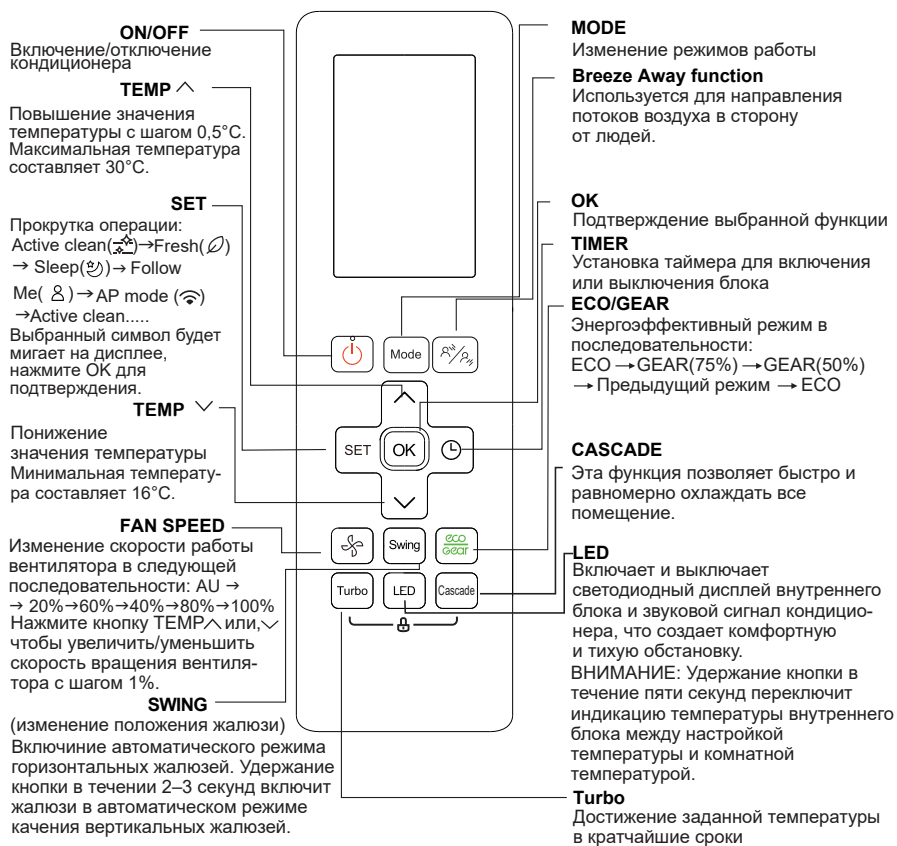 ON/OFF
Включение/отключение
кондиционера
TEMP ᐱ
Повышение значения
температуры с шагом 0,5°C.
Максимальная температура
составляет 30°C.
SET
Прокрутка операции:
Active clean( )→Fresh( )
→ Sleep( )→ Follow
Me( )→AP mode ( )
→Active clean.....
Выбранный символ будет
мигает на дисплее,
нажмите OK для
подтверждения.
TEMP ᐯ
Понижение
значения температуры
Минимальная температу-
ра составляет 16°C.
FAN SPEED
Изменение скорости работы
вентилятора в следующей
последовательности: AU →
→ 20%→60%→40%→80%→100%
Нажмите кнопку TEMPᐱили,ᐯ
чтобы увеличить/уменьшить
скорость вращения вентиля-
тора с шагом 1%.
SWING
(изменение положения жалюзи)
Включиние автоматического режима
горизонтальных жалюзей. Удержание
кнопки в течении 2–3 секунд включит
жалюзи в автоматическом режиме
качения вертикальных жалюзей.
Mode
SET
OK
Swing
eco
Gear
Turbo
LED
Cascade
MODE
Изменение режимов работы
Breeze Away function
Используется для направления
потоков воздуха в сторону
от людей.
OK
Подтверждение выбранной функции
TIMER
Установка таймера для включения
или выключения блока
ECO/GEAR
Энергоэффективный режим в
последовательности:
ECO →GEAR(75%) →GEAR(50%)
→ Предыдущий режим → ECO
CASCADE
Эта функция позволяет быстро и
равномерно охлаждать все
помещение.
LED
Включает и выключает
светодиодный дисплей внутреннего
блока и звуковой сигнал кондицио-
нера, что создает комфортную
и тихую обстановку.
ВНИМАНИЕ: Удержание кнопки в
течение пяти секунд переключит
индикацию температуры внутреннего
блока между настройкой
температуры и комнатной
температурой.
Turbo
Достижение заданной температуры
в кратчайшие сроки